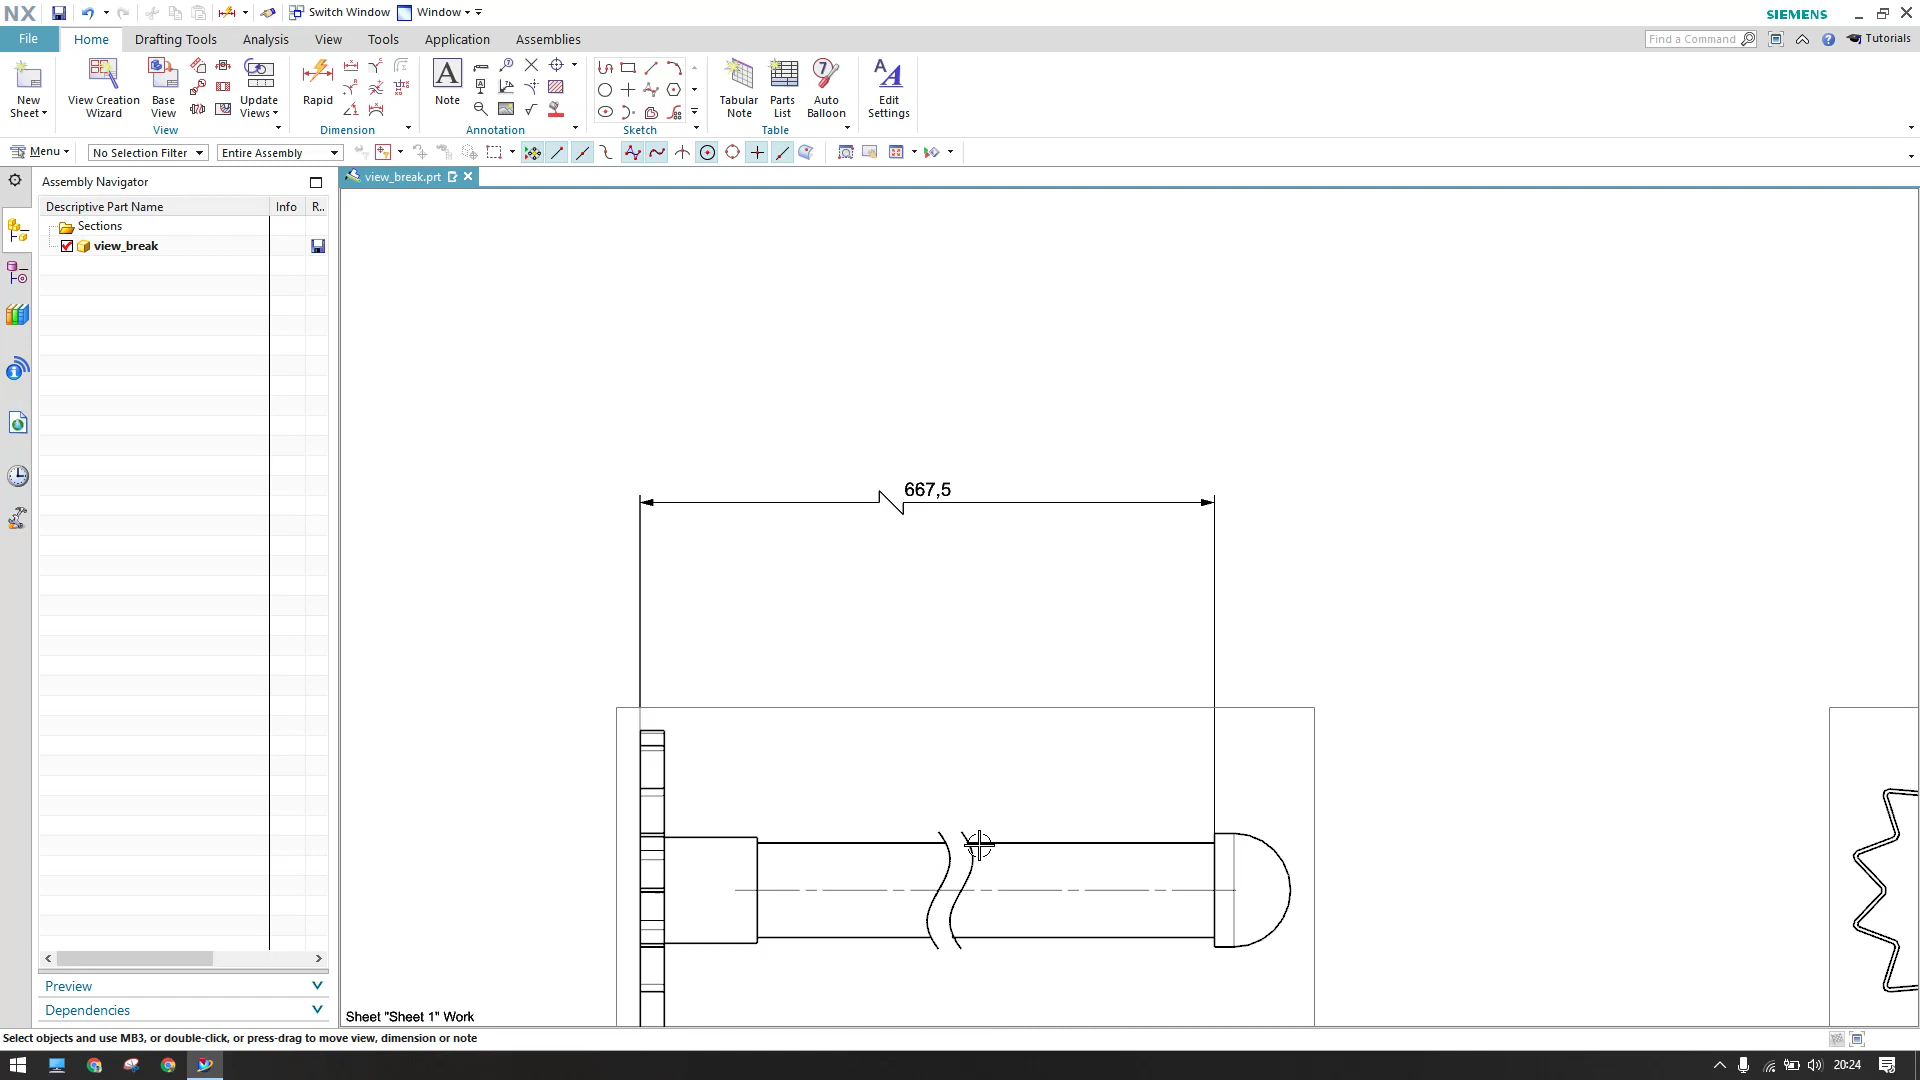 NX
Switch Window
Window
SIEMENS
File
Home
Drafting Tools
Analysis
View
Tools
Application
Assemblies
Find a Command
Tutorials
New
Sheet
View Creation
Wizard
Base
View
Update
Views
Rapid
Note
Tabular
Note
Parts
List
Auto
Balloon
Edit
Settings
View
Dimension
Annotation
Sketch
Table
Menu
No Selection Filter
Entire Assembly
Assembly Navigator
view_break.prt
Descriptive Part Name
Info
R..
Sections
view_break
667,5
Preview
Dependencies
Sheet "Sheet 1" Work
Select objects and use MB3, or double-click, or press-drag to move view, dimension or note
20:24